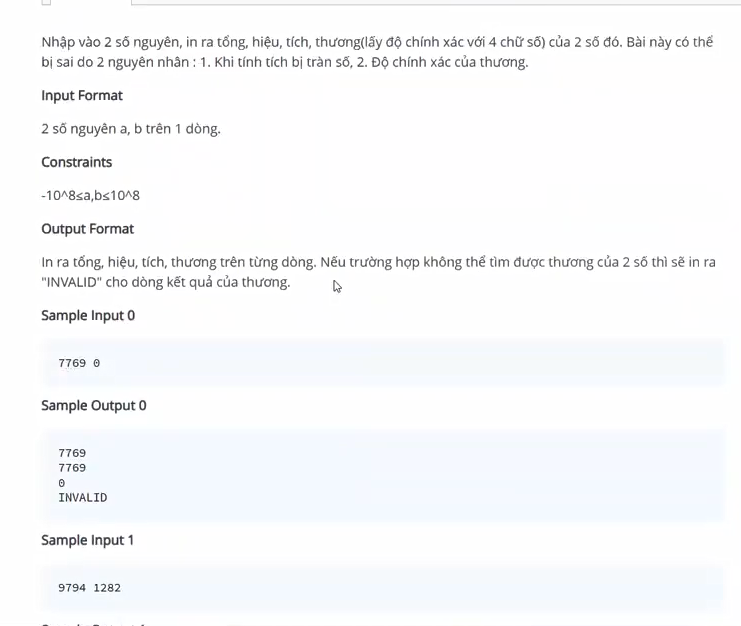 Nhập vào 2 số nguyên, in ra tổng, hiệu, tích, thương(lấy độ chính xác với 4 chữ số) của 2 số đó. Bài này có thể
bị sai do 2 nguyên nhân : 1. Khi tính tích bị tràn số, 2. Độ chính xác của thương.
Input Format
2 số nguyên a, b trên 1 dòng.
Constraints
-10^8≤a,b≤10^8
Output Format
In ra tổng, hiệu, tích, thương trên từng dòng. Nếu trường hợp không thể tìm được thương của 2 số thì sẽ in ra
"INVALID" cho dòng kết quả của thương.
Sample Input 0
7769 0
Sample Output 0
7769
7769
0
INVALID
Sample Input 1
9794 1282